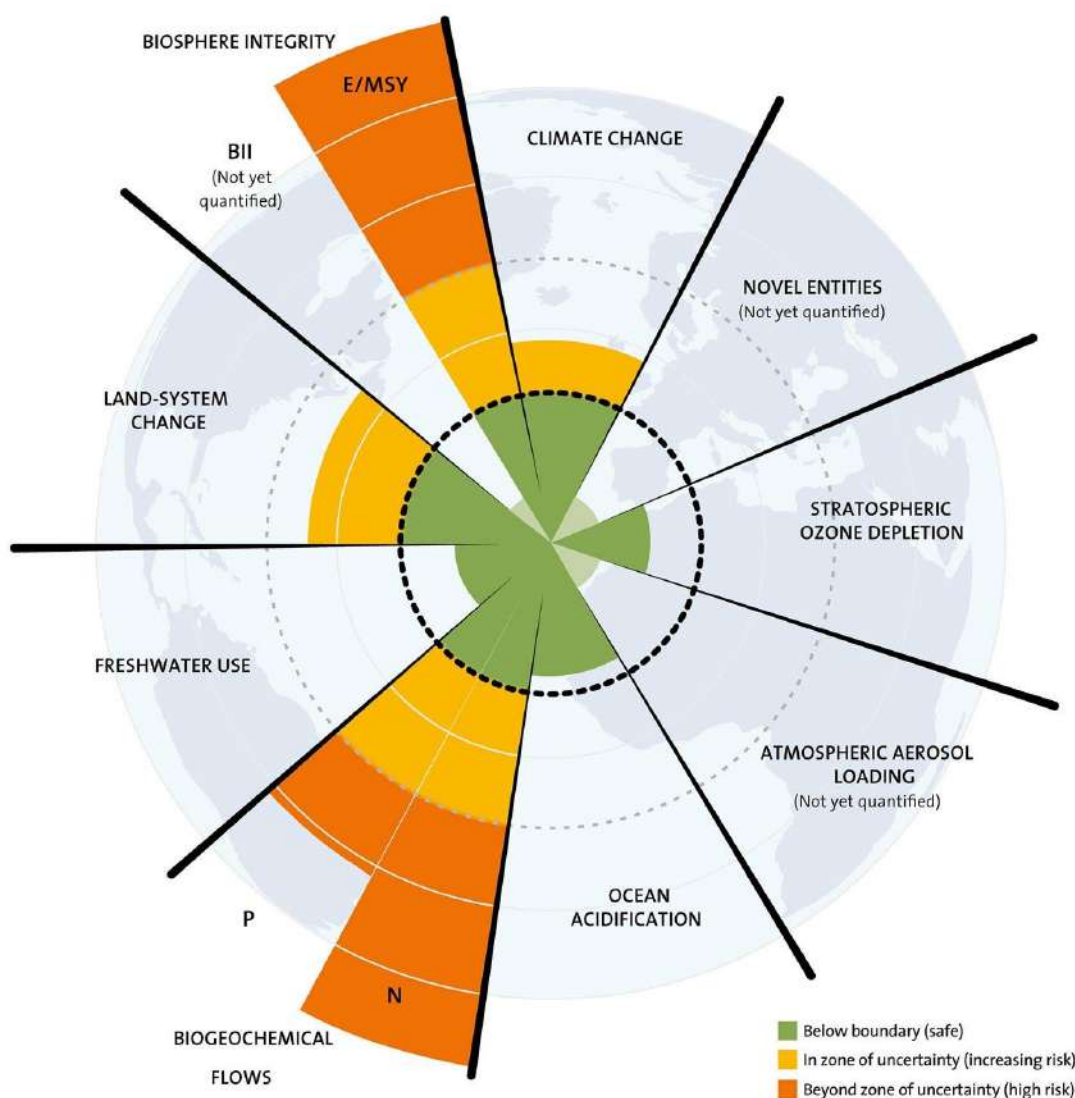 BIOSPHERE INTEGRITY
E/MSY
CLIMATE CHANGE
BII
(Not yet
quantified)
NOVEL ENTITIES
(Not yet quantified)
LAND-SYSTEM
CHANGE
STRATOSPHERIC
OZONE DEPLETION
FRESHWATER USE
ATMOSPHERIC AEROSOL
LOADING
(Not yet quantified)
OCEAN
ACIDIFICATION
P
N
BIOGEOCHEMICAL
FLOWS
Below boundary (safe)
In zone of uncertainty (increasing risk)
Beyond zone of uncertainty (high risk)